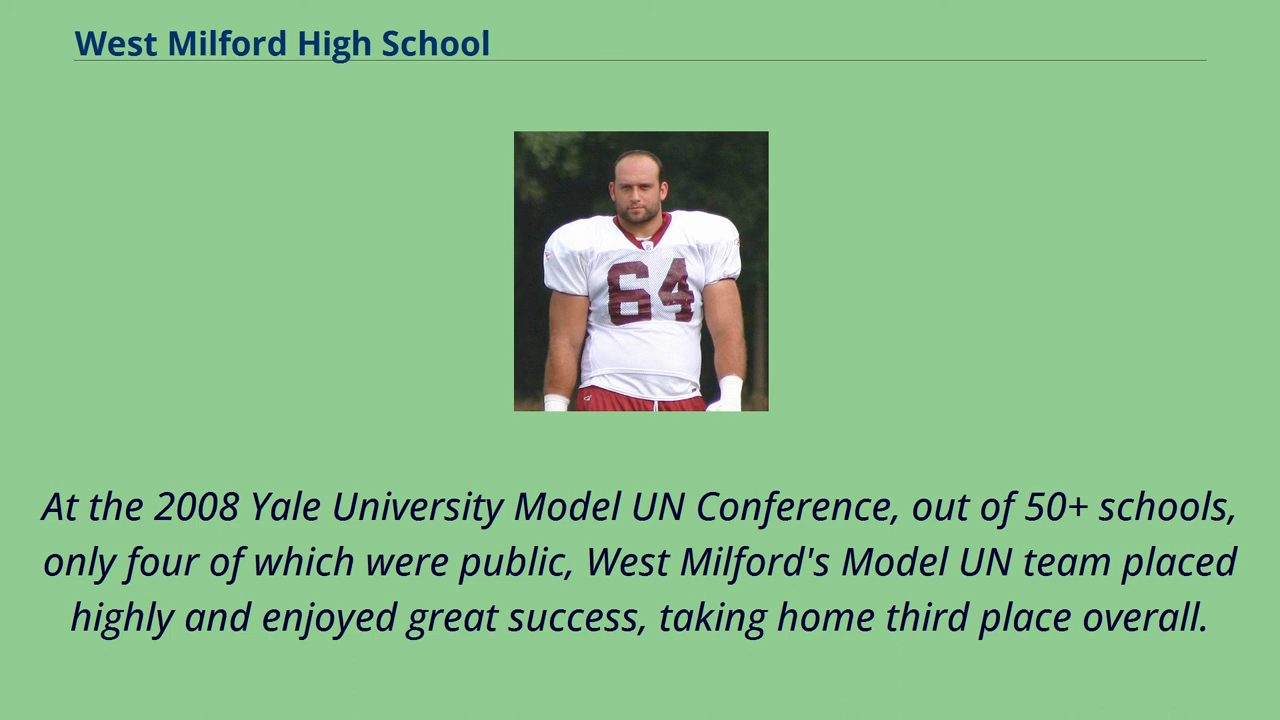 West Milford High School
64
At the 2008 Yale University Model UN Conference, out of 50+ schools,
only four of which were public, West Milford's Model UN team placed
highly and enjoyed great success, taking home third place overall.